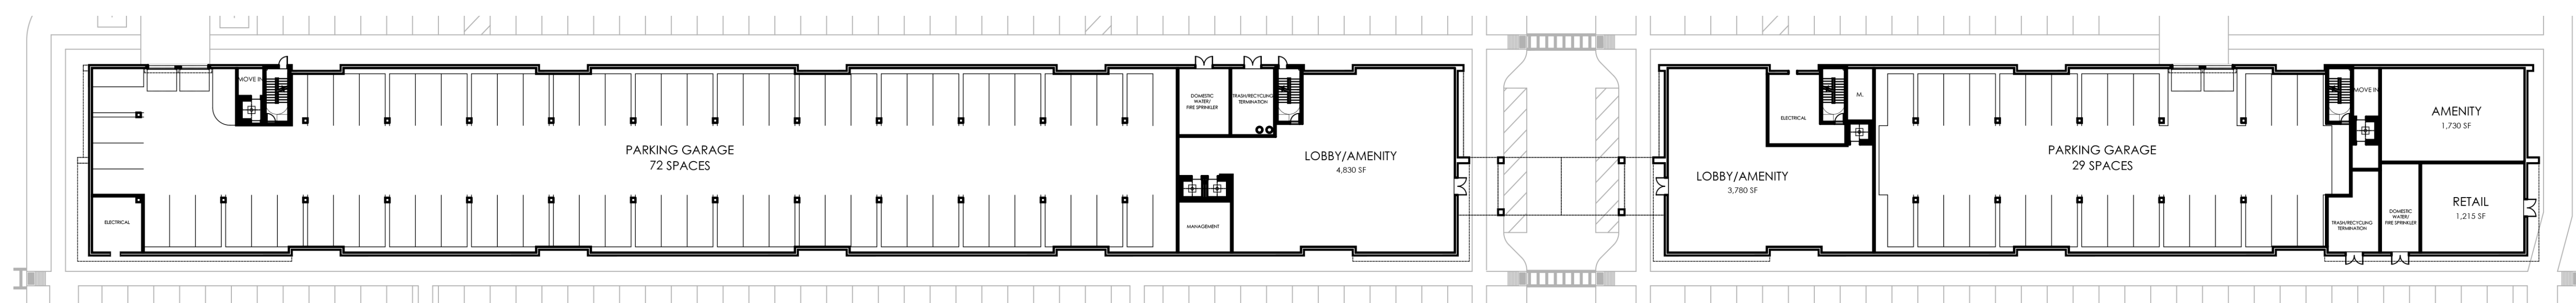 MOVE IN
PARKING GARAGE
72 SPACES
ELECTRICAL
DOMESTIC
WATER/
FIRE SPRINKLER
TRASH/RECYCLING
TERMINATION
LOBBY/AMENITY
4,830 SF
MANAGEMENT
ELECTRICAL
M.
LOBBY/AMENITY
3,780 SF
PARKING GARAGE
29 SPACES
MOVE IN
AMENITY
1,730 SF
TRASH/RECYCLING
TERMINATION
DOMESTIC
WATER/
FIRE SPRINKLER
RETAIL
1,215 SF